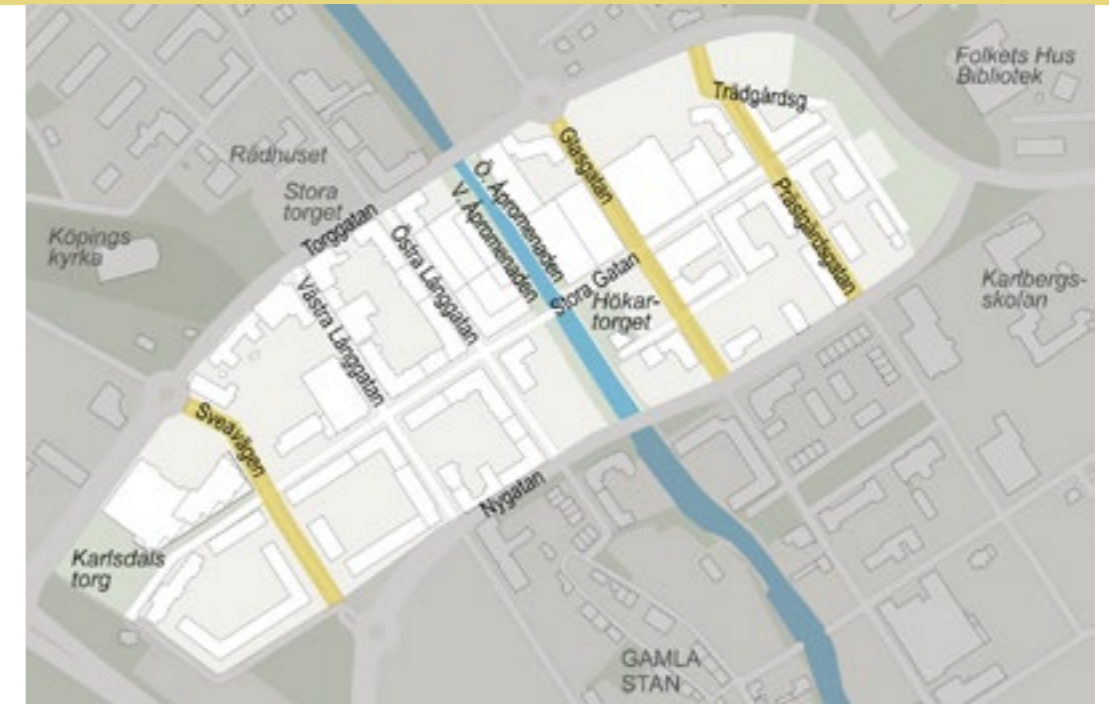 Folkets Hus
Bibliotek
Trädgårdsg
Glasgatan
Rådhuset
Ö. Åpromenaden
V. Åpromenaden
Stora
torget
Torggatan
Prästgårdsgatan
Köpings
kyrka
Östra Långgatan
Stora Gatan
Hökar-
torget
Karlbergs-
skolan
Västra Långgatan
Sveavägen
Nygatan
Karlsdals
torg
GAMLA
STAN